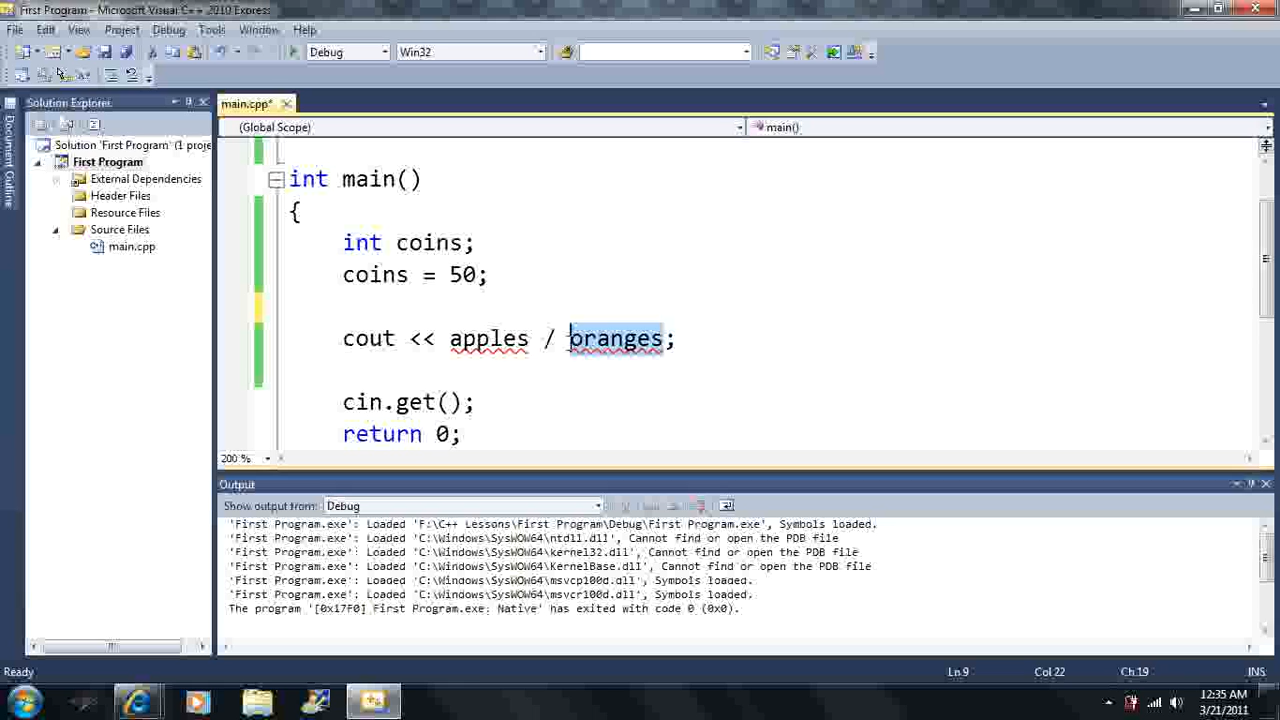 First Program - Microsoft Visual C++ 2010 Express
File Edit View Project Debug Tools Window Help
Debug Win32
Solution Explorer
main.cpp*
(Global Scope) main()
Document Outline
Solution 'First Program' (1 proje
First Program
External Dependencies
Header Files
Resource Files
Source Files
main.cpp
int main()
{
int coins;
coins = 50;
cout << apples / oranges;
cin.get();
return 0;
200 %
Output
Show output from: Debug
'First Program.exe': Loaded 'F:\C++ Lessons\First Program\Debug\First Program.exe', Symbols loaded.
'First Program.exe': Loaded 'C:\Windows\SysWOW64\ntdll.dll', Cannot find or open the PDB file
'First Program.exe': Loaded 'C:\Windows\SysWOW64\kernel32.dll', Cannot find or open the PDB file
'First Program.exe': Loaded 'C:\Windows\SysWOW64\KernelBase.dll', Cannot find or open the PDB file
'First Program.exe': Loaded 'C:\Windows\SysWOW64\msvcp100d.dll', Symbols loaded.
'First Program.exe': Loaded 'C:\Windows\SysWOW64\msvcr100d.dll', Symbols loaded.
The program '[0x17F0] First Program.exe: Native' has exited with code 0 (0x0).
Ready Ln 9 Col 22 Ch 19 INS
12:35 AM
3/21/2011